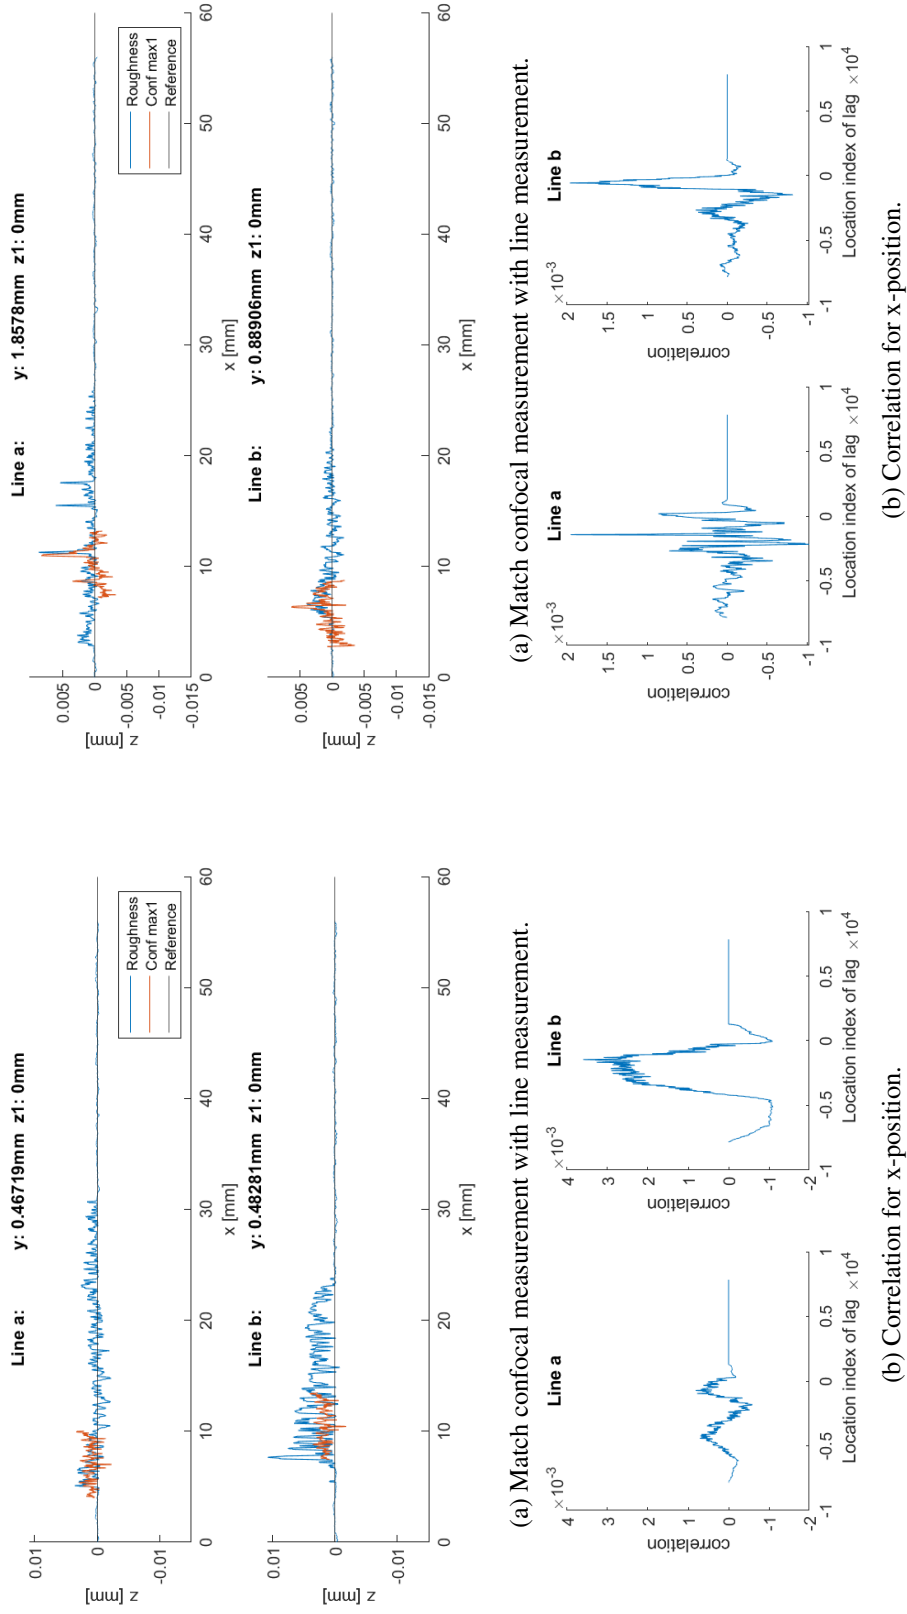 Line a: y: 0.46719mm z1: 0mm
0.01
0
-0.01
z [mm]
0 10 20 30 40 50 60
x [mm]
Roughness
Conf max1
Reference
Line b: y: 0.48281mm z1: 0mm
0.01
0
-0.01
z [mm]
0 10 20 30 40 50 60
x [mm]
(a) Match confocal measurement with line measurement.
Line a
×10⁻³
4
3
2
1
0
-1
-2
correlation
-1 -0.5 0 0.5 1
Location index of lag ×10⁴
Line b
×10⁻³
4
3
2
1
0
-1
-2
correlation
-1 -0.5 0 0.5 1
Location index of lag ×10⁴
(b) Correlation for x-position.
Line a: y: 1.8578mm z1: 0mm
0.005
0
-0.005
-0.01
-0.015
z [mm]
0 10 20 30 40 50 60
x [mm]
Roughness
Conf max1
Reference
Line b: y: 0.88906mm z1: 0mm
0.005
0
-0.005
-0.01
-0.015
z [mm]
0 10 20 30 40 50 60
x [mm]
(a) Match confocal measurement with line measurement.
Line a
×10⁻³
2
1.5
1
0.5
0
-0.5
-1
correlation
-1 -0.5 0 0.5 1
Location index of lag ×10⁴
Line b
×10⁻³
2
1.5
1
0.5
0
-0.5
-1
correlation
-1 -0.5 0 0.5 1
Location index of lag ×10⁴
(b) Correlation for x-position.